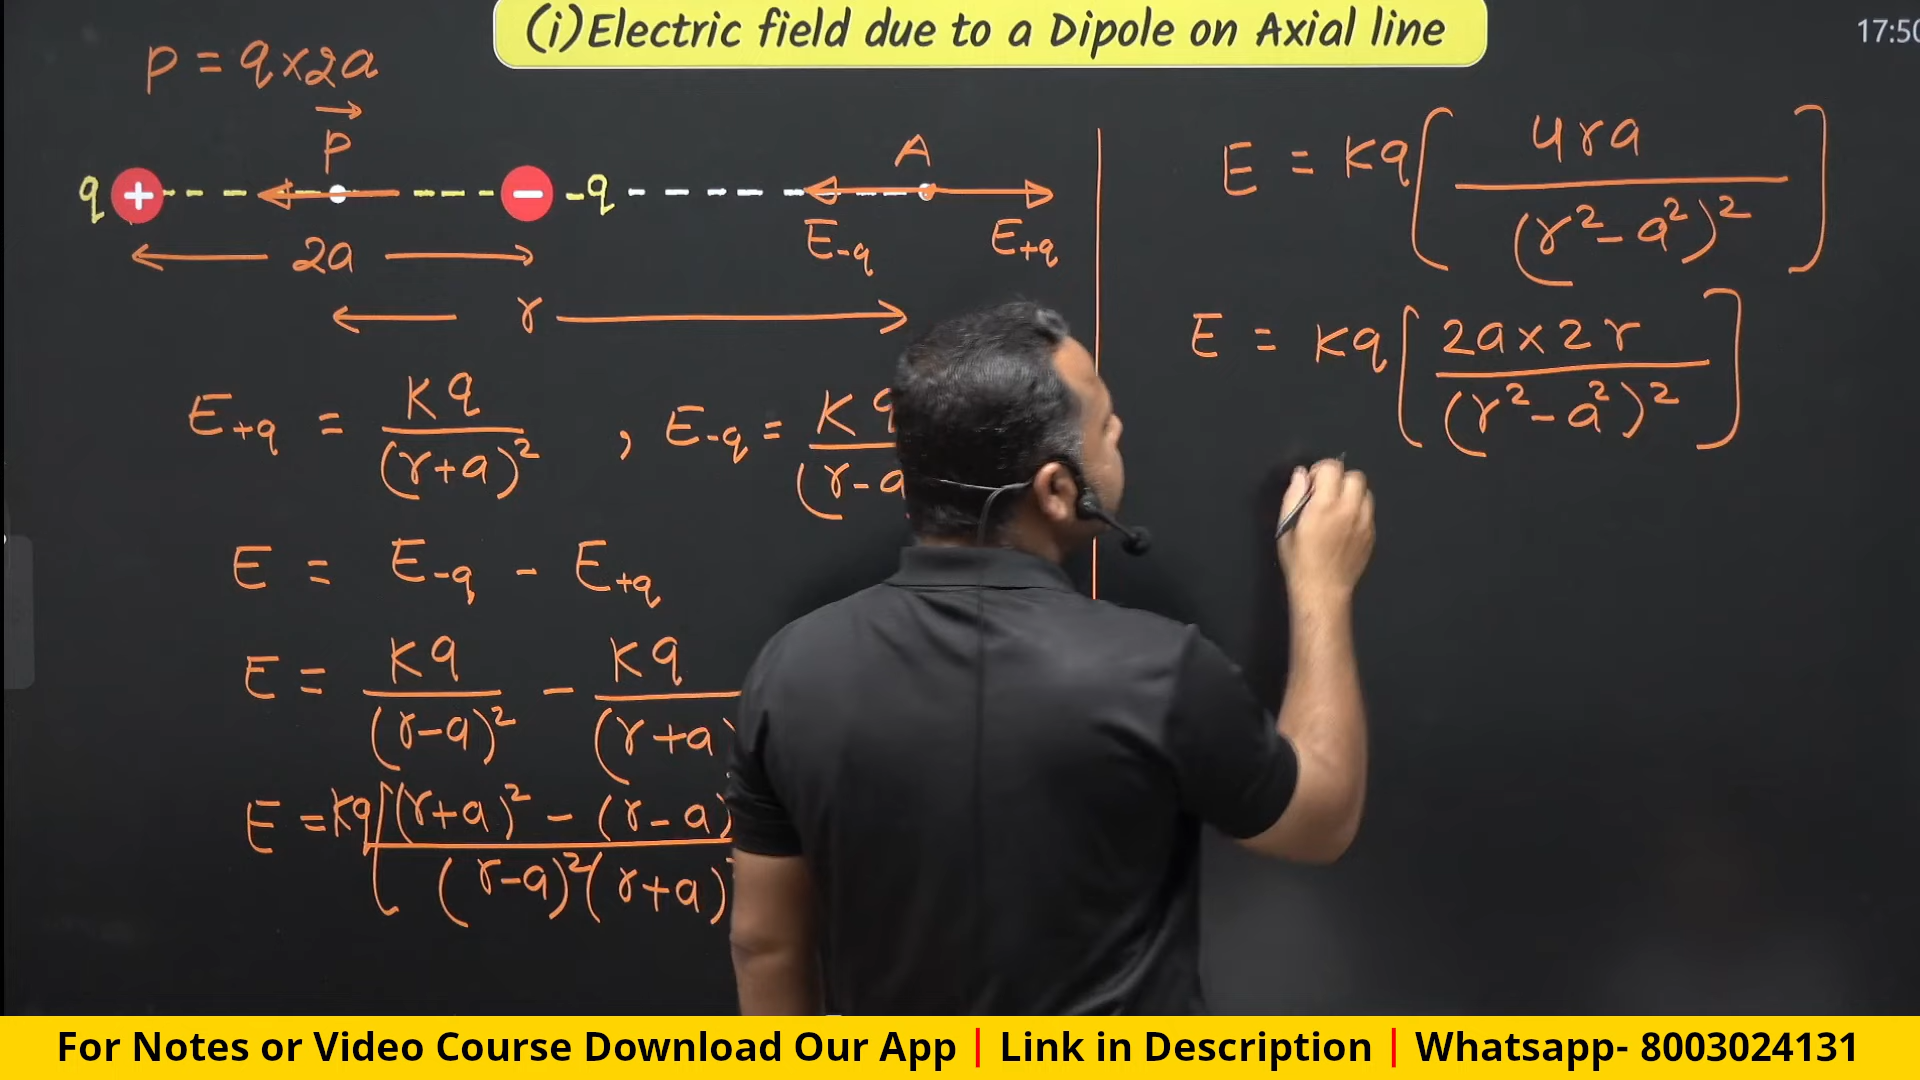 (i)Electric field due to a Dipole on Axial line
17:50
p = q×2a
p
A
q + - -q
E-q E+q
2a
r
E+q = Kq/(r+a)² , E-q = Kq/(r-a
E = E-q - E+q
E = Kq/(r-a)² - Kq/(r+a)
E = Kq[(r+a)² - (r-a)/(r-a)²(r+a)
E = Kq[4ra/(r²-a²)²]
E = Kq[2a×2r/(r²-a²)²]
For Notes or Video Course Download Our App | Link in Description | Whatsapp- 8003024131